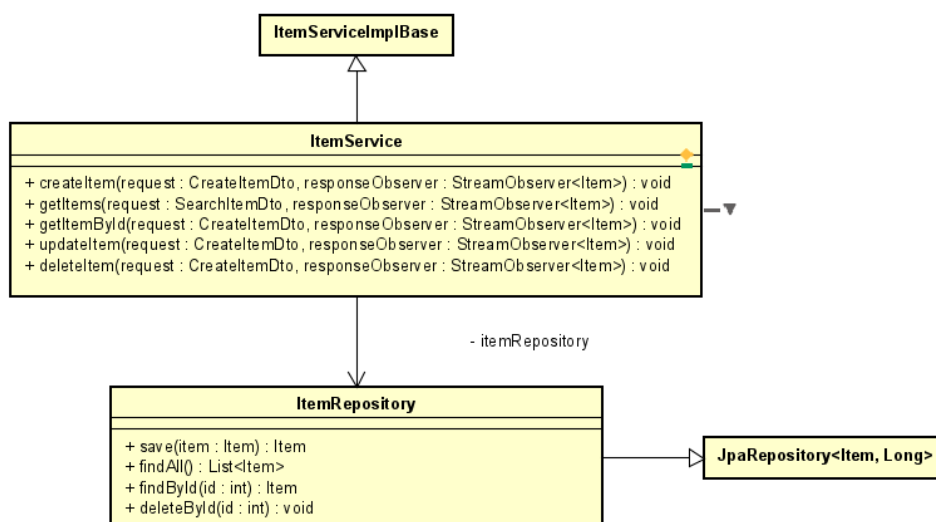 ItemServiceImplBase
ItemService
+ createItem(request : CreateItemDto, responseObserver : StreamObserver<Item>) : void
+ getItems(request : SearchItemDto, responseObserver : StreamObserver<Item>) : void
+ getItemById(request : CreateItemDto, responseObserver : StreamObserver<Item>) : void
+ updateItem(request : CreateItemDto, responseObserver : StreamObserver<Item>) : void
+ deleteItem(request : CreateItemDto, responseObserver : StreamObserver<Item>) : void
- itemRepository
ItemRepository
+ save(item : Item) : Item
+ findAll() : List<Item>
+ findById(id : int) : Item
+ deleteById(id : int) : void
JpaRepository<Item, Long>